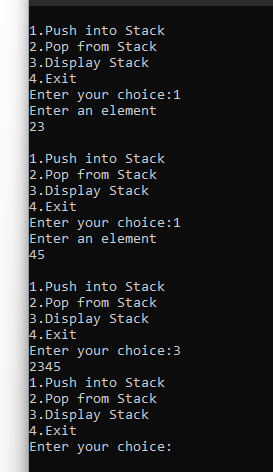 1.Push into Stack
2.Pop from Stack
3.Display Stack
4.Exit
Enter your choice:1
Enter an element
23
1.Push into Stack
2.Pop from Stack
3.Display Stack
4.Exit
Enter your choice:1
Enter an element
45
1.Push into Stack
2.Pop from Stack
3.Display Stack
4.Exit
Enter your choice:3
2345
1.Push into Stack
2.Pop from Stack
3.Display Stack
4.Exit
Enter your choice: